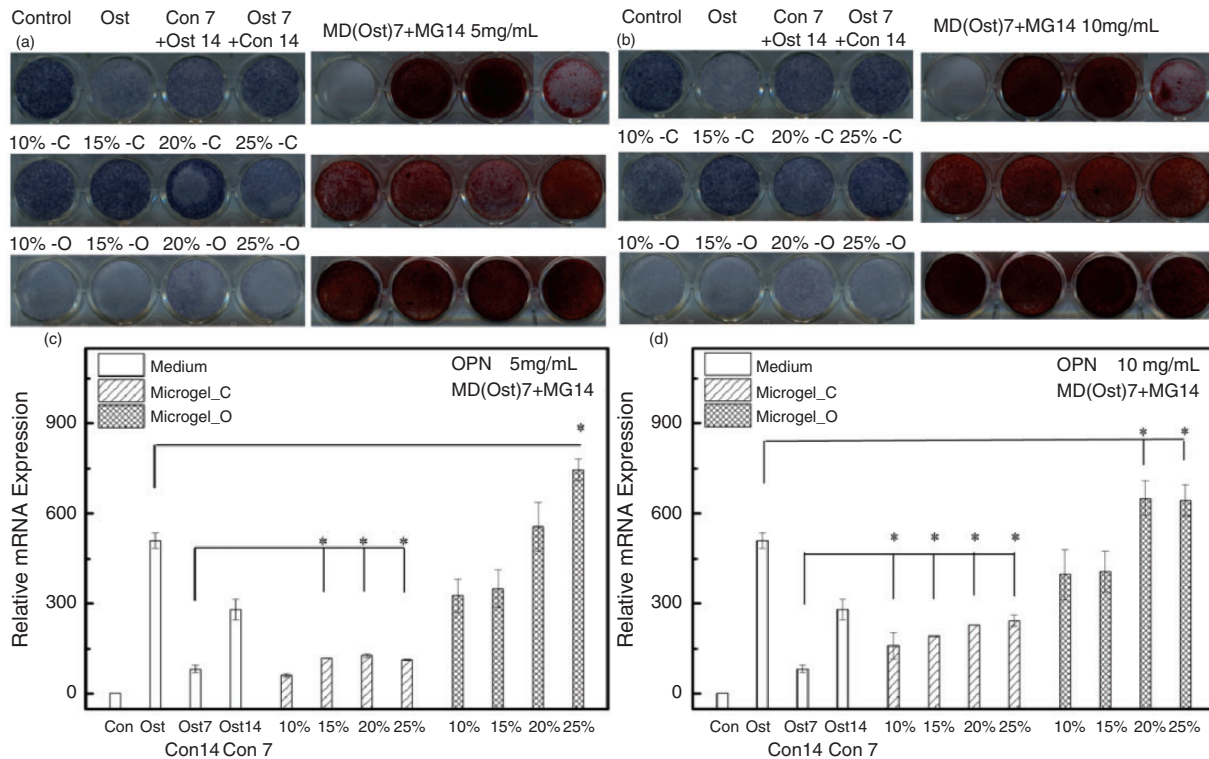 Control Ost Con 7 Ost 7
+Ost 14 +Con 14
(a)
MD(Ost)7+MG14 5mg/mL
10% -C 15% -C 20% -C 25% -C
10% -O 15% -O 20% -O 25% -O
Control Ost Con 7 Ost 7
+Ost 14 +Con 14
(b)
MD(Ost)7+MG14 10mg/mL
10% -C 15% -C 20% -C 25% -C
10% -O 15% -O 20% -O 25% -O
(c)
Medium
Microgel_C
Microgel_O
OPN 5mg/mL
MD(Ost)7+MG14
Relative mRNA Expression
900
600
300
0
* * * *
Con Ost Ost7 Ost14 10% 15% 20% 25% 10% 15% 20% 25%
Con14 Con 7
(d)
Medium
Microgel_C
Microgel_O
OPN 10 mg/mL
MD(Ost)7+MG14
Relative mRNA Expression
900
600
300
0
* * * * * *
Con Ost Ost7 Ost14 10% 15% 20% 25% 10% 15% 20% 25%
Con14 Con 7